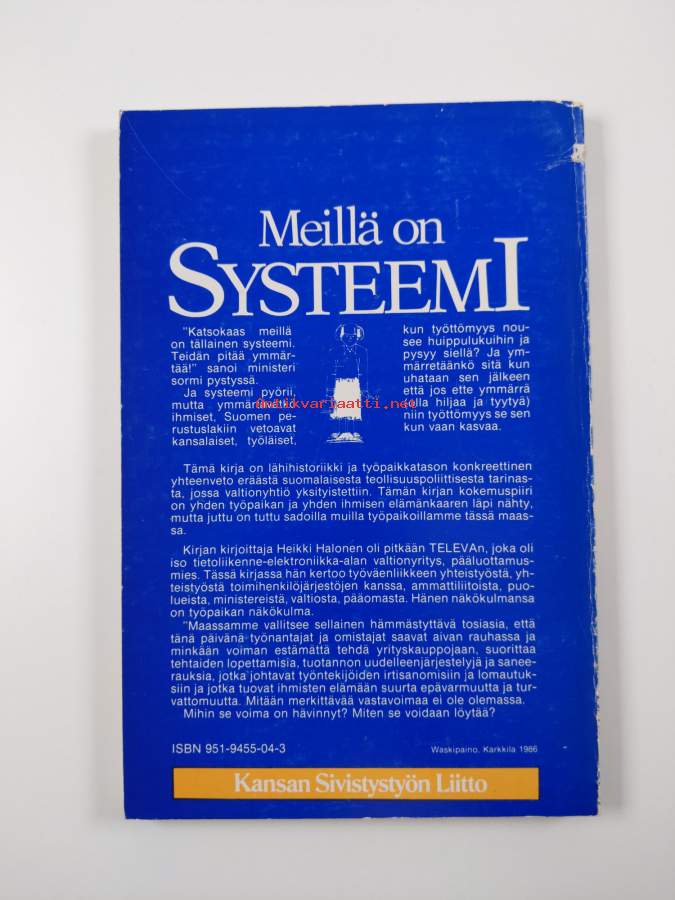 Meillä on
SYSTEEMI
"Katsokaas meillä
on tällainen systeemi.
Teidän pitää ymmär-
tää!" sanoi ministeri
sormi pystyssä.
Ja systeemi pyörii,
mutta ymmärtävätkö
ihmiset, Suomen pe-
rustuslakiin vetoavat
kansalaiset, työläiset,
kun työttömyys nou-
see huippulukuihin ja
pysyy siellä? Ja ym-
märretäänkö sitä kun
uhataan sen jälkeen
että jos ette ymmärrä
(olla hiljaa ja tyytyä)
niin työttömyys se sen
kun vaan kasvaa.
Antikvariaatti.net
Tämä kirja on lähihistoriikki ja työpaikkatason konkreettinen
yhteenveto eräästä suomalaisesta teollisuuspoliittisesta tarinas-
ta, jossa valtionyhtiö yksityistettiin. Tämän kirjan kokemuspiiri
on yhden työpaikan ja yhden ihmisen elämänkaaren läpi nähty,
mutta juttu on tuttu sadoilla muilla työpaikoillamme tässä maas-
sa.
Kirjan kirjoittaja Heikki Halonen oli pitkään TELEVAn, joka oli
iso tietoliikenne-elektroniikka-alan valtionyritys, pääluottamus-
mies. Tässä kirjassa hän kertoo työväenliikkeen yhteistyöstä, yh-
teistyöstä toimihenkilöjärjestöjen kanssa, ammattiliitoista, puo-
lueista, ministereistä, valtiosta, pääomasta. Hänen näkökulmansa
on työpaikan näkökulma.
"Maassamme vallitsee sellainen hämmästyttävä tosiasia, että
tänä päivänä työnantajat ja omistajat saavat aivan rauhassa ja
minkään voiman estämättä tehdä yrityskauppojaan, suorittaa
tehtaiden lopettamisia, tuotannon uudelleenjärjestelyjä ja sanee-
rauksia, jotka johtavat työntekijöiden irtisanomisiin ja lomautuk-
siin ja jotka tuovat ihmisten elämään suurta epävarmuutta ja tur-
vattomuutta. Mitään merkittävää vastavoimaa ei ole olemassa.
Mihin se voima on hävinnyt? Miten se voidaan löytää?
ISBN 951-9455-04-3
Waskipaino, Karkkila 1986
Kansan Sivistystyön Liitto